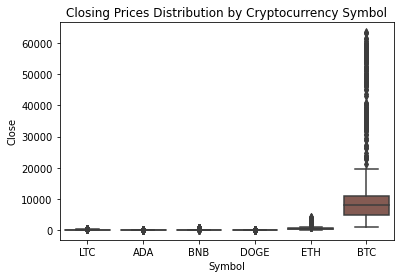 Closing Prices Distribution by Cryptocurrency Symbol
60000
50000
40000
30000
20000
10000
0
Close
LTC ADA BNB DOGE ETH BTC
Symbol